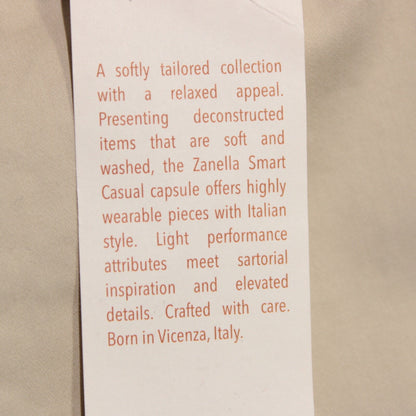 A softly tailored collection
with a relaxed appeal.
Presenting deconstructed
items that are soft and
washed, the Zanella Smart
Casual capsule offers highly
wearable pieces with Italian
style. Light performance
attributes meet sartorial
inspiration and elevated
details. Crafted with care.
Born in Vicenza, Italy.